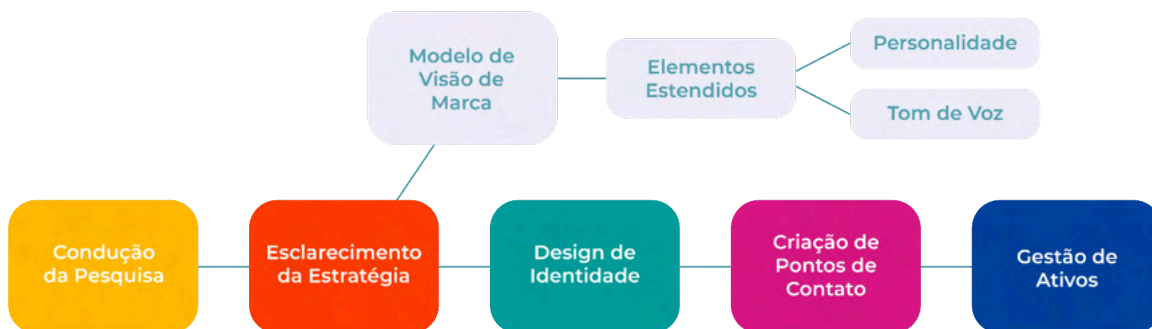 Modelo de
Visão de
Marca
Elementos
Estendidos
Personalidade
Tom de Voz
Condução
da Pesquisa
Esclarecimento
da Estratégia
Design de
Identidade
Criação de
Pontos de
Contato
Gestão de
Ativos